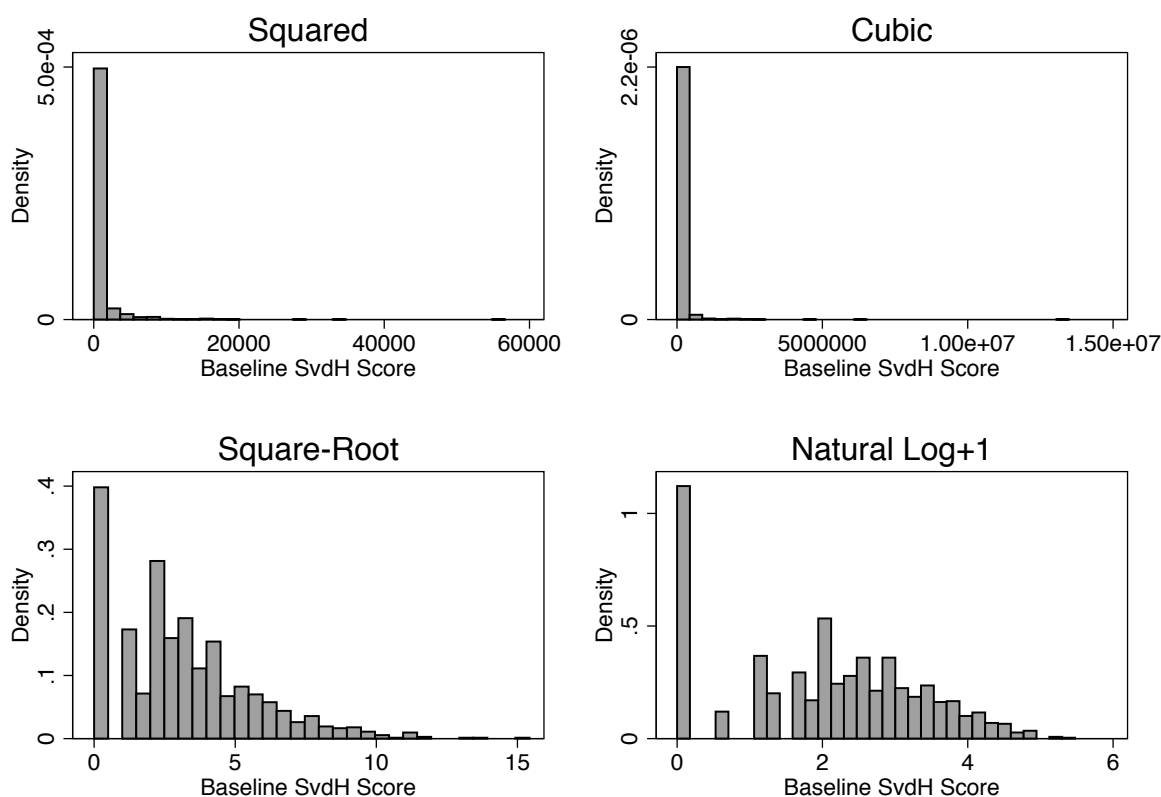 Squared
Cubic
Density
0
5.0e-04
0
20000
40000
60000
Baseline SvdH Score
Density
0
2.2e-06
0
5000000
1.00e+07
1.50e+07
Baseline SvdH Score
Square-Root
Natural Log+1
Density
0
.1
.2
.3
.4
0
5
10
15
Baseline SvdH Score
Density
0
.5
1
0
2
4
6
Baseline SvdH Score